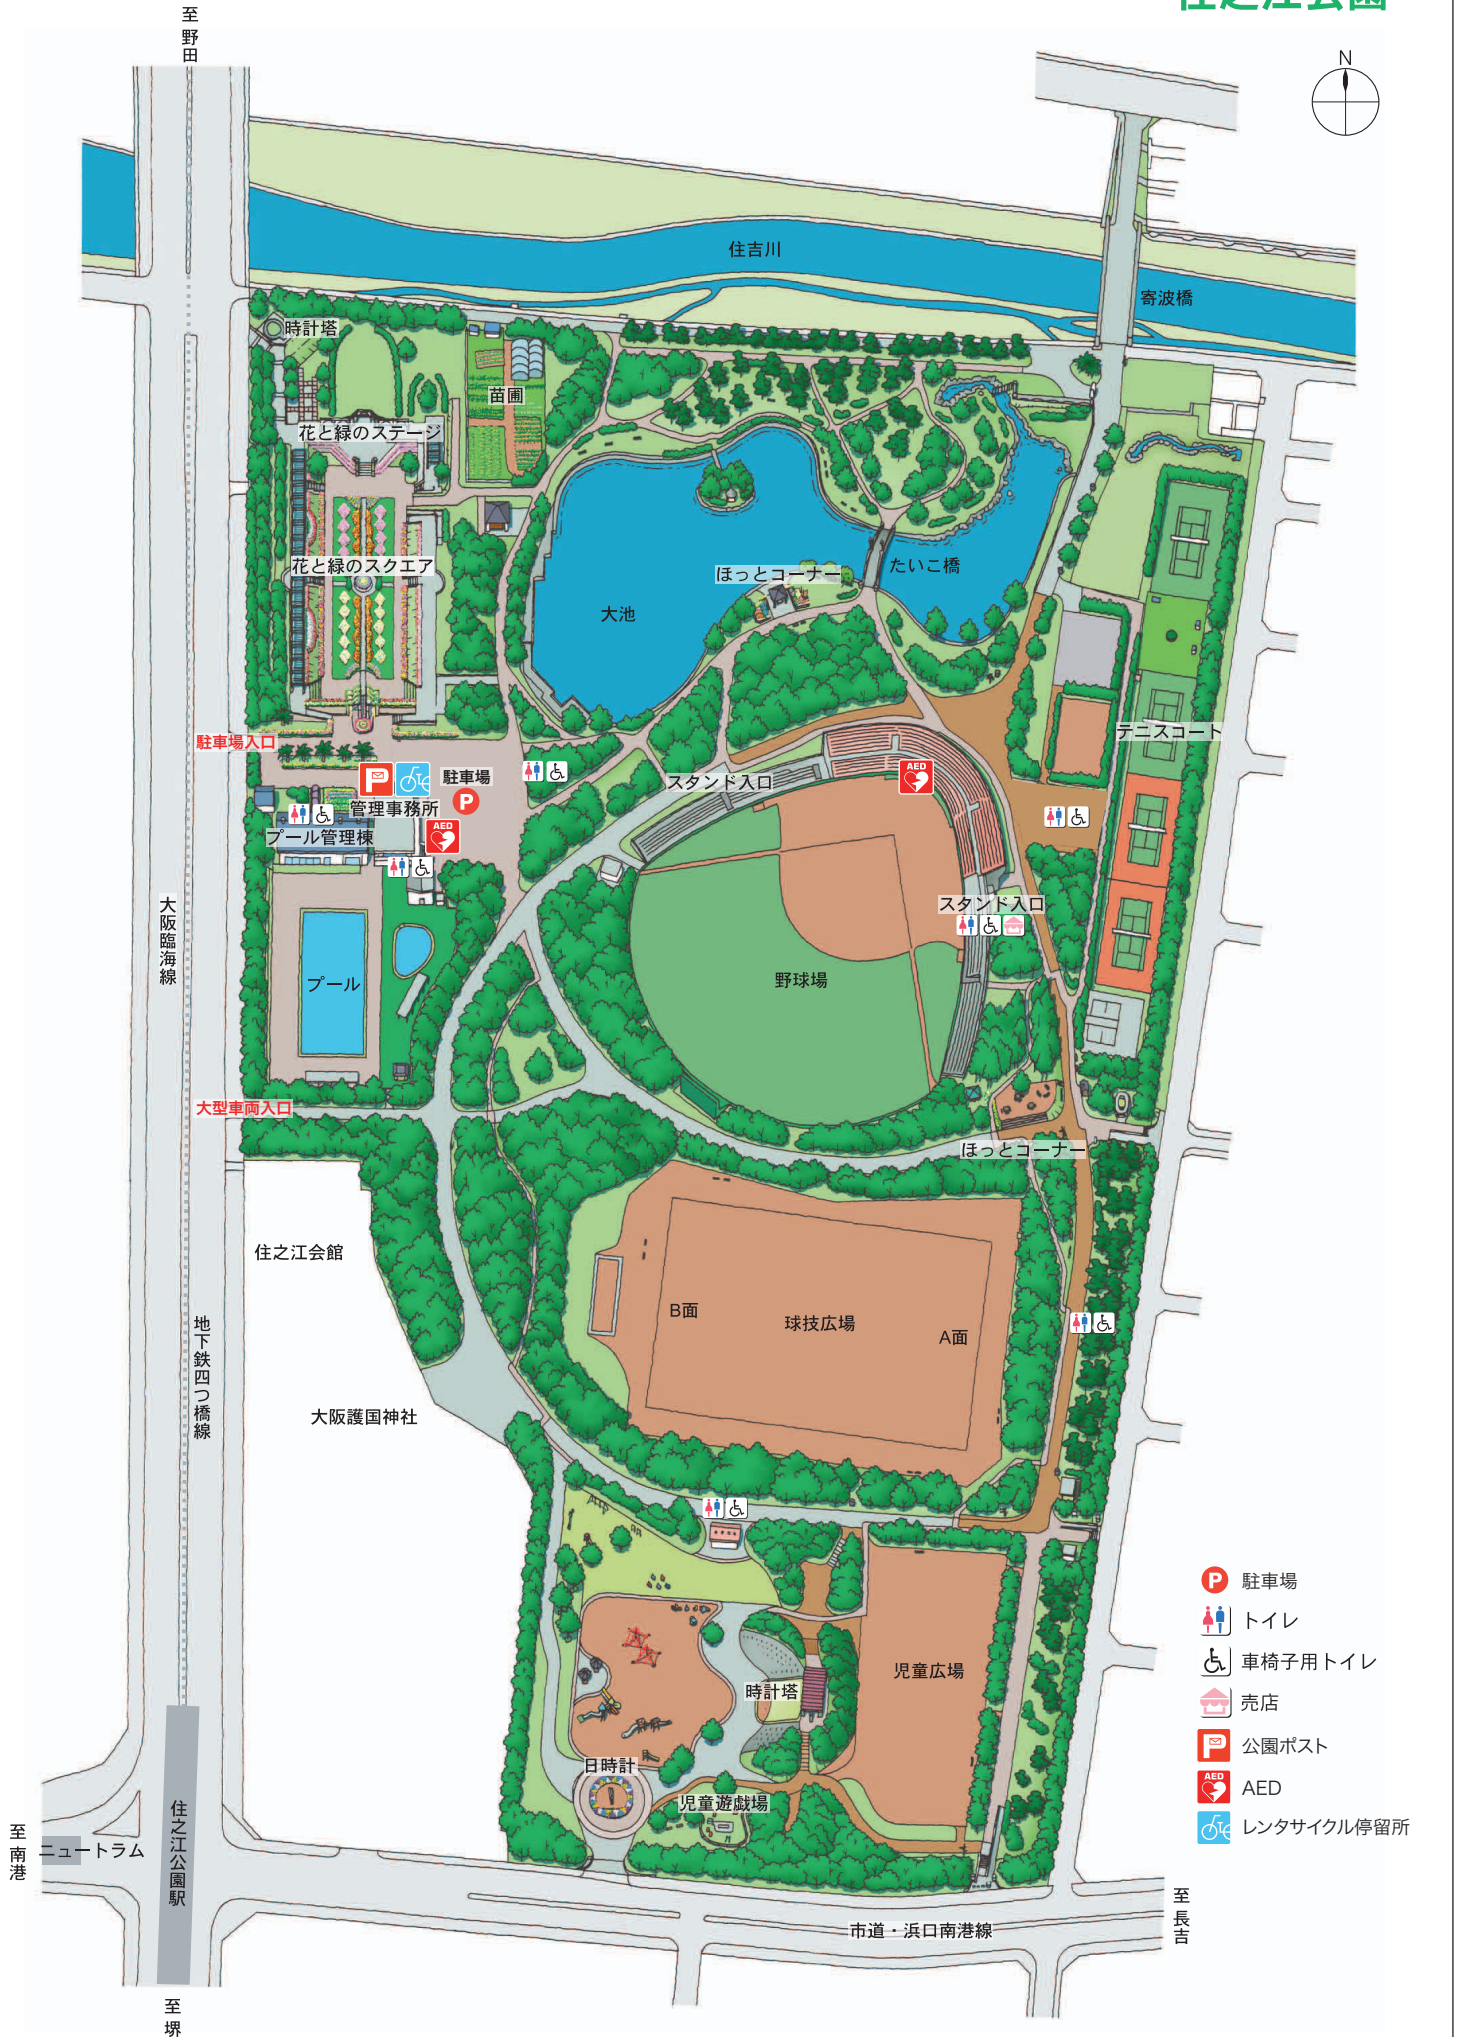 住之江公園
至野田
N
住吉川
寄波橋
時計塔
苗圃
花と緑のステージ
花と緑のスクエア
ほっとコーナー
たいこ橋
大池
テニスコート
駐車場入口
駐車場
P
スタンド入口
AED
管理事務所
AED
プール管理棟
スタンド入口
大阪臨海線
野球場
プール
大型車両入口
ほっとコーナー
住之江会館
B面
球技広場
A面
地下鉄四つ橋線
大阪護国神社
児童広場
時計塔
日時計
児童遊戯場
P 駐車場
トイレ
車椅子用トイレ
売店
公園ポスト
AED AED
レンタサイクル停留所
至南港
ニュートラム
住之江公園駅
市道・浜口南港線
至長吉
至堺